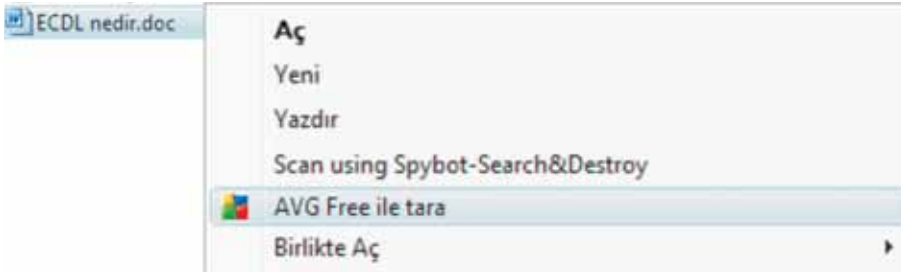 ECDL nedir.doc
Aç
Yeni
Yazdır
Scan using Spybot-Search&Destroy
AVG Free ile tara
Birlikte Aç